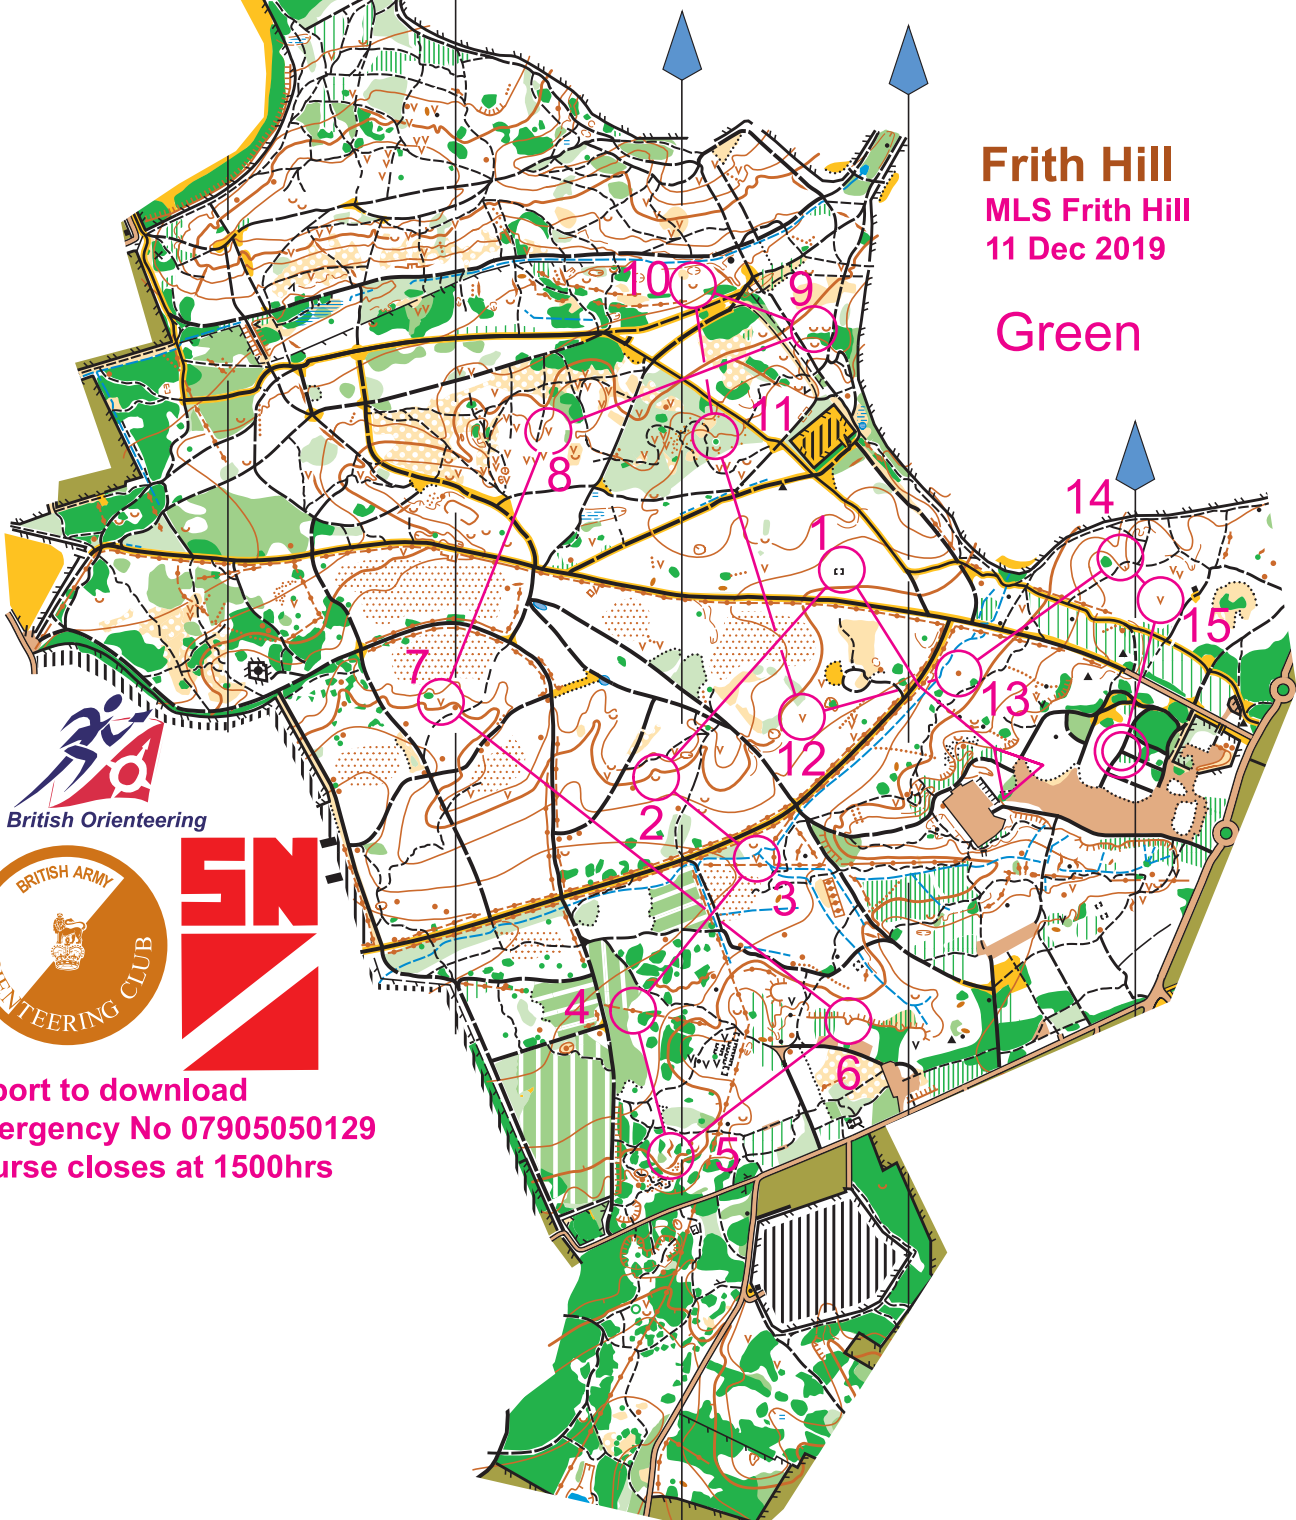 Frith Hill
MLS Frith Hill
11 Dec 2019
Green
10
9
11
8
14
1
15
7
13
12
2
3
4
6
5
British Orienteering
BRITISH ARMY
ENTEERING CLUB
SN
port to download
ergency No 07905050129
urse closes at 1500hrs